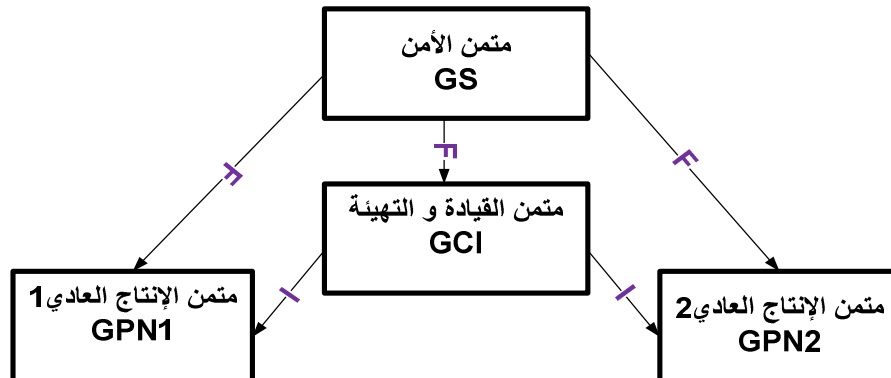 متمن الأمن
GS
F
F
F
متمن القيادة و التهيئة
GCI
I
I
متمن الإنتاج العادي1
GPN1
متمن الإنتاج العادي2
GPN2